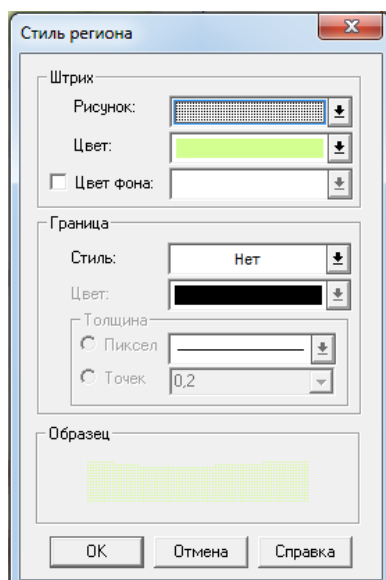 Стиль региона
Штрих
Рисунок:
Цвет:
Цвет фона:
Граница
Стиль: Нет
Цвет:
Толщина
Пиксел
Точек 0,2
Образец
OK Отмена Справка